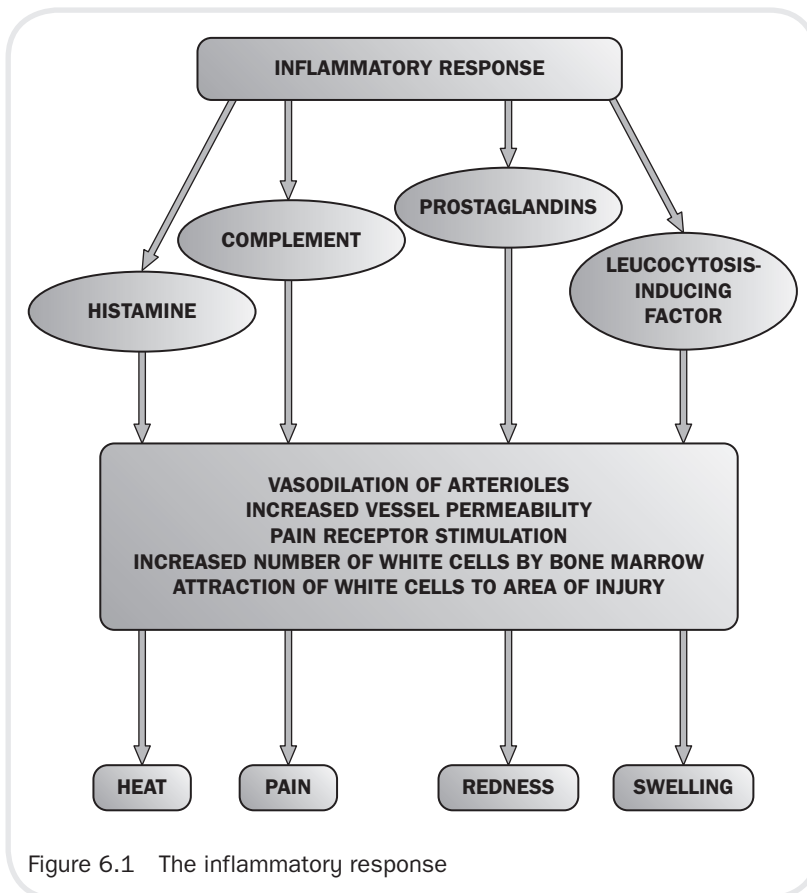 INFLAMMATORY RESPONSE
PROSTAGLANDINS
COMPLEMENT
LEUCOCYTOSIS-
INDUCING
FACTOR
HISTAMINE
VASODILATION OF ARTERIOLES
INCREASED VESSEL PERMEABILITY
PAIN RECEPTOR STIMULATION
INCREASED NUMBER OF WHITE CELLS BY BONE MARROW
ATTRACTION OF WHITE CELLS TO AREA OF INJURY
HEAT
PAIN
REDNESS
SWELLING
Figure 6.1 The inflammatory response